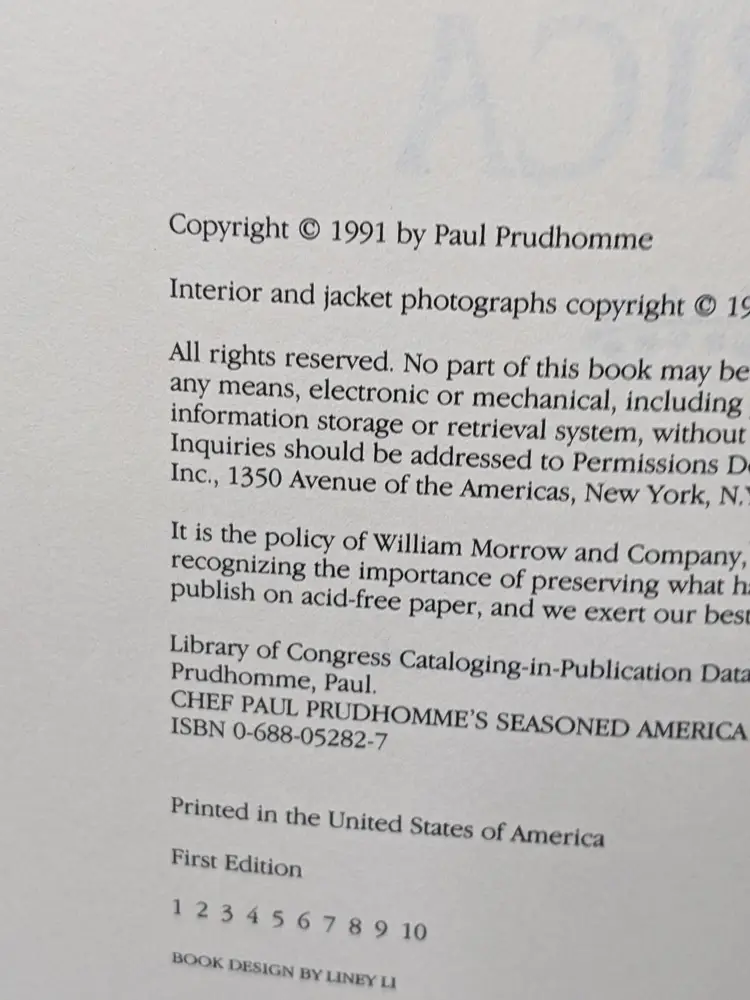 Copyright © 1991 by Paul Prudhomme
Interior and jacket photographs copyright © 19
All rights reserved. No part of this book may be
any means, electronic or mechanical, including
information storage or retrieval system, without
Inquiries should be addressed to Permissions De
Inc., 1350 Avenue of the Americas, New York, N.Y
It is the policy of William Morrow and Company,
recognizing the importance of preserving what ha
publish on acid-free paper, and we exert our best
Library of Congress Cataloging-in-Publication Data
Prudhomme, Paul.
CHEF PAUL PRUDHOMME'S SEASONED AMERICA
ISBN 0-688-05282-7
Printed in the United States of America
First Edition
1 2 3 4 5 6 7 8 9 10
BOOK DESIGN BY LINEY LI